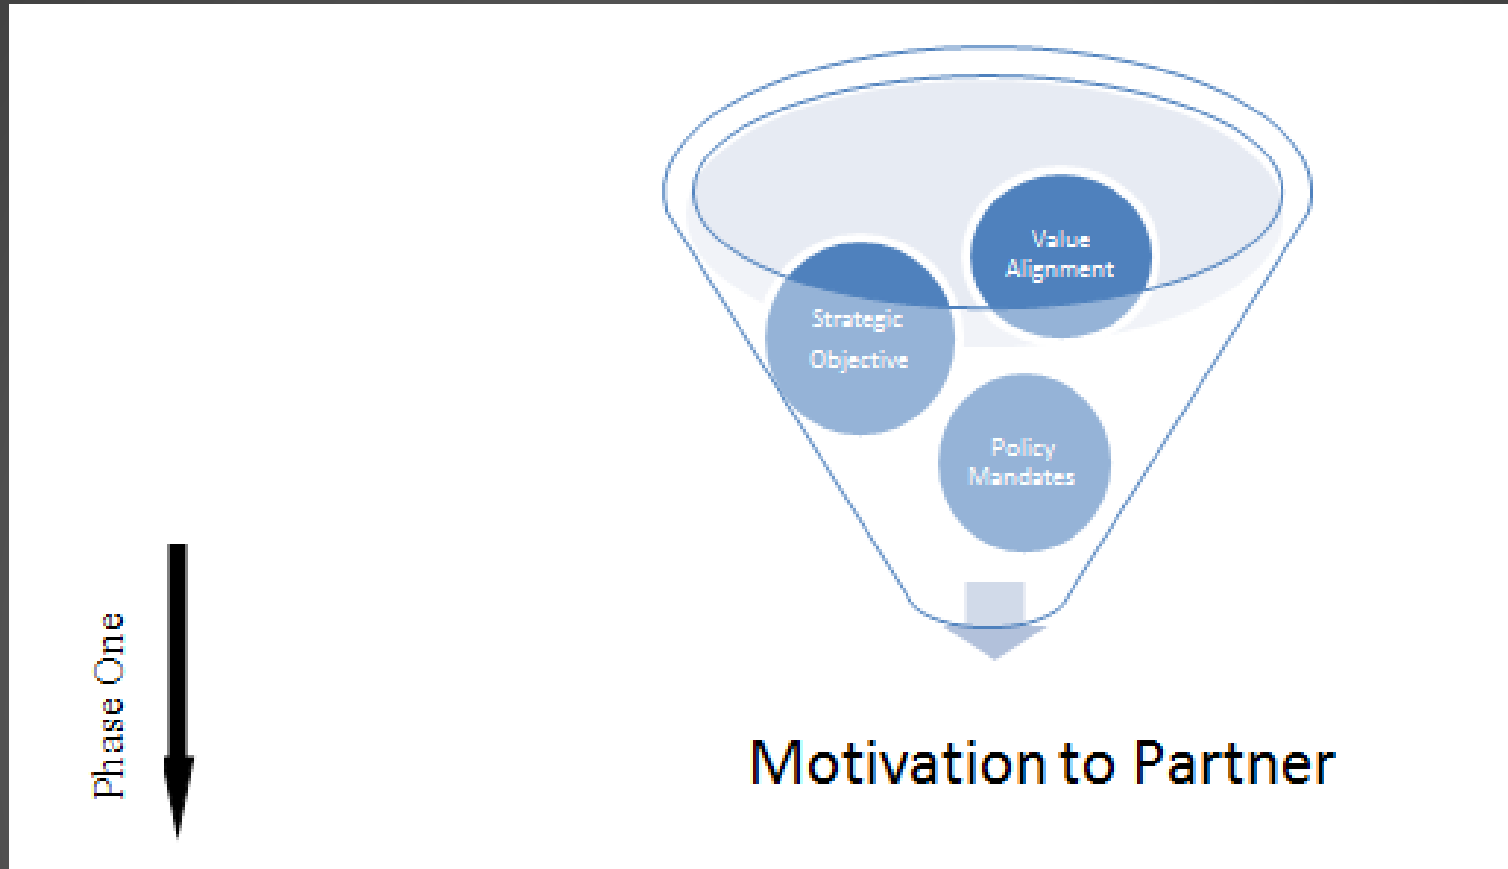 Value
Alignment
Strategic
Objective
Policy
Mandates
Phase One
Motivation to Partner